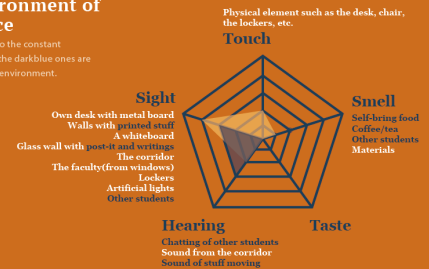 ronment of
ce
o the constant
the darkblue ones are
environment.
Physical element such as the desk, chair,
the lockers, etc.
Touch
Sight
Own desk with metal board
Walls with printed stuff
A whiteboard
Glass wall with post-it and writings
The corridor
The faculty(from windows)
Lockers
Artificial lights
Other students
Smell
Self-bring food
Coffee/tea
Other students
Materials
Hearing
Chatting of other students
Sound from the corridor
Sound of stuff moving
Taste